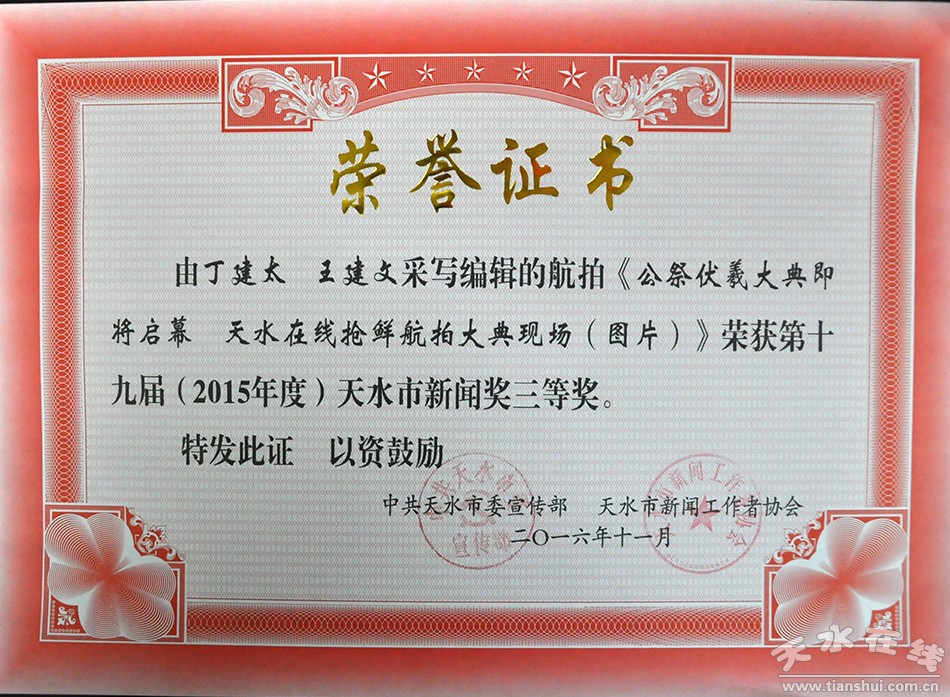 荣誉证书
由丁建太 王建文采写编辑的航拍《公祭伏羲大典即
将启幕 天水在线抢鲜航拍大典现场（图片）》荣获第十
九届（2015年度）天水市新闻奖三等奖。
特发此证 以资鼓励
中共天水市委宣传部 天水市新闻工作者协会
二〇一六年十一月
天水在线
www.tianshui.com.cn